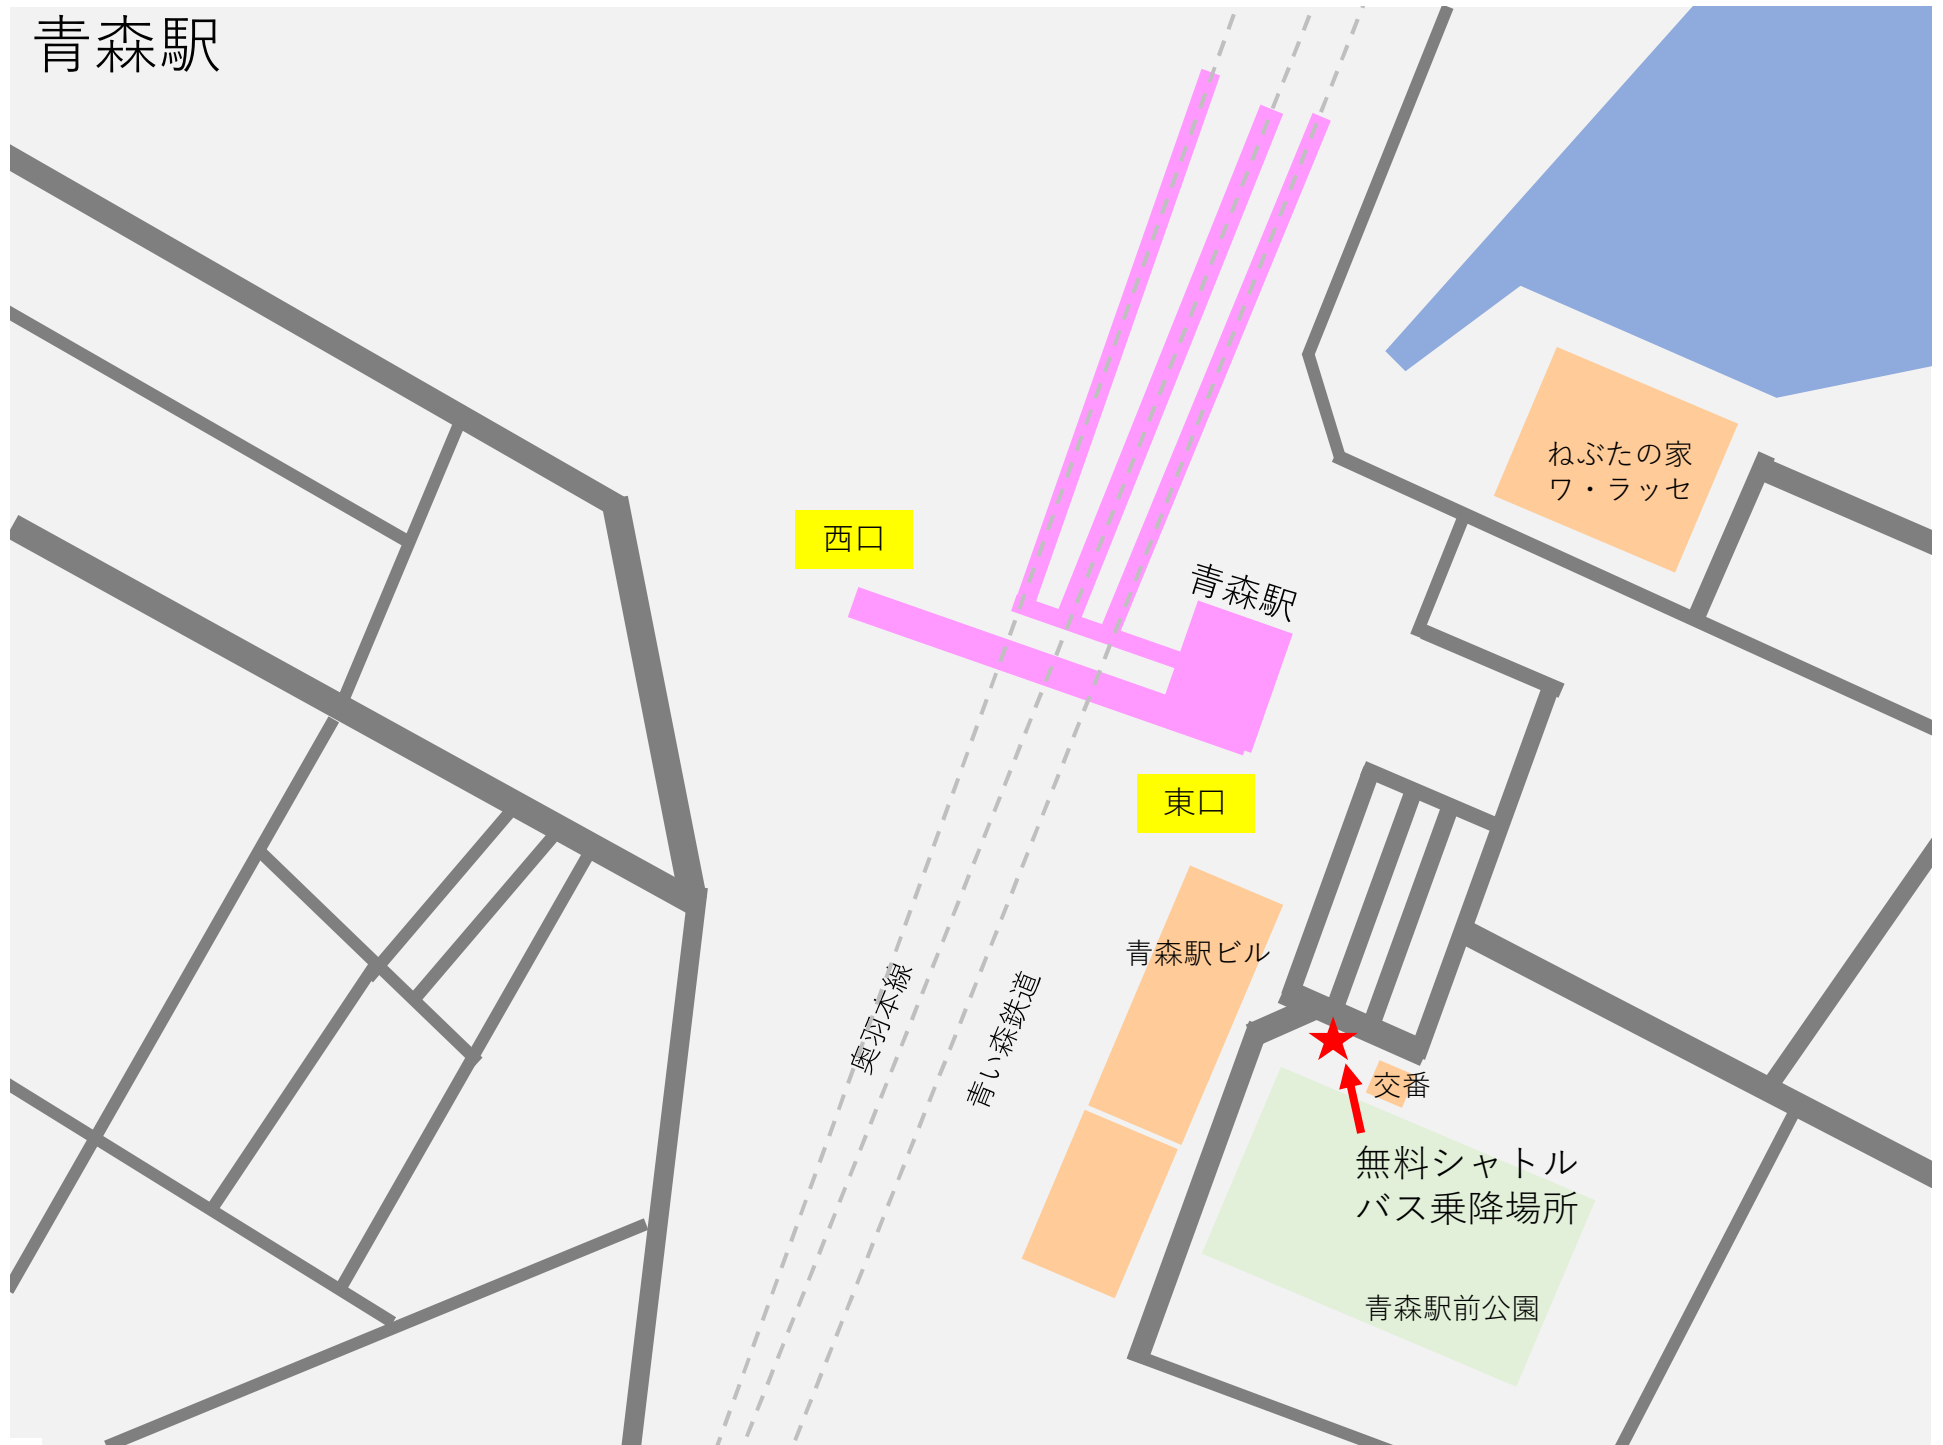 青森駅
ねぶたの家
ワ・ラッセ
西口
青森駅
東口
青森駅ビル
奥羽本線
青い森鉄道
交番
無料シャトル
バス乗降場所
青森駅前公園